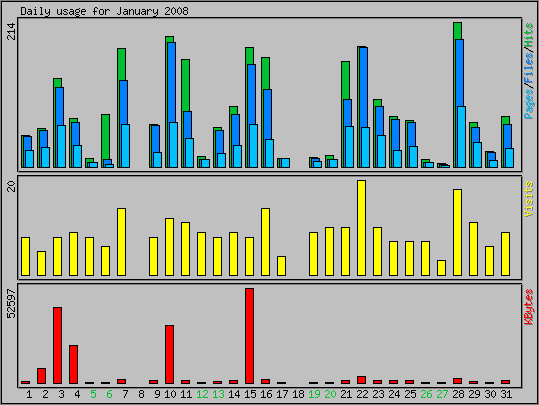 Daily usage for January 2008
214
Pages/Files/Hits
20
Visits
52597
KBytes
1 2 3 4 5 6 7 8 9 10 11 12 13 14 15 16 17 18 19 20 21 22 23 24 25 26 27 28 29 30 31